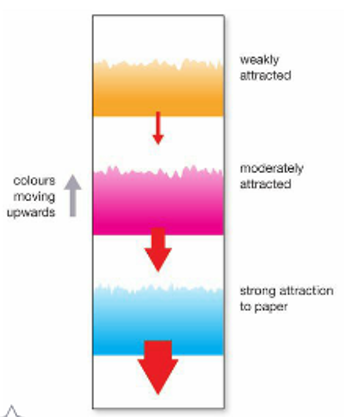 weakly
attracted
moderately
attracted
colours
moving
upwards
strong attraction
to paper